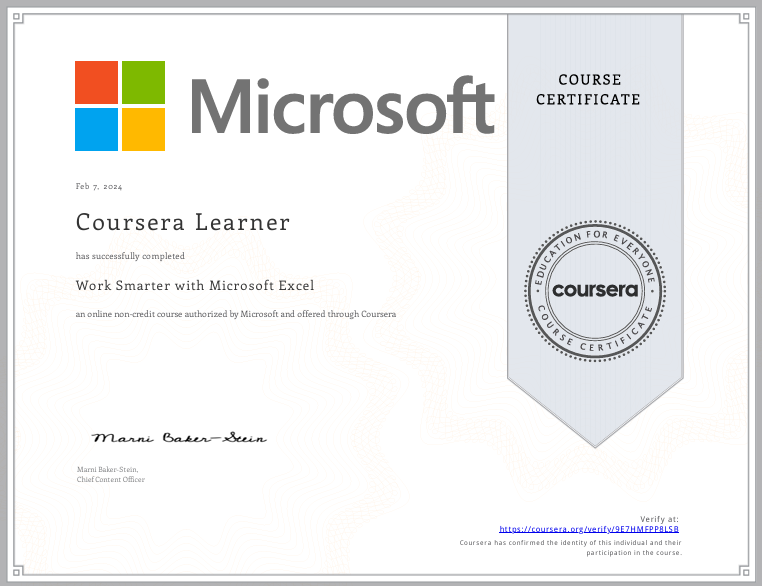 Microsoft
COURSE
CERTIFICATE
Feb 7, 2024
Coursera Learner
has successfully completed
Work Smarter with Microsoft Excel
an online non-credit course authorized by Microsoft and offered through Coursera
EDUCATION FOR EVERYONE
coursera
COURSE CERTIFICATE
Marni Baker-Stein
Marni Baker-Stein,
Chief Content Officer
Verify at:
https://coursera.org/verify/9E7HMFPP8LSB
Coursera has confirmed the identity of this individual and their
participation in the course.